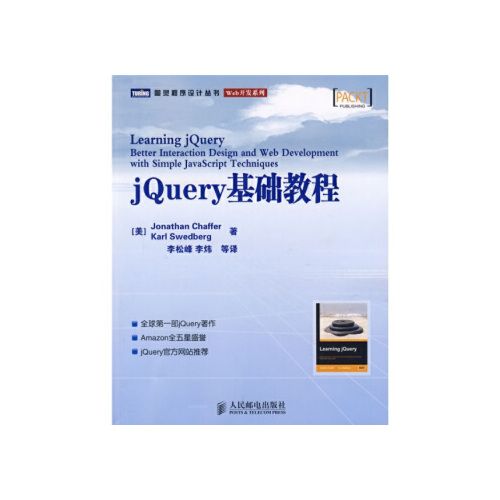 TURING 图灵程序设计丛书 Web开发系列
[PACKT]
PUBLISHING
Learning jQuery
Better Interaction Design and Web Development
with Simple JavaScript Techniques
jQuery基础教程
[美] Jonathan Chaffer
Karl Swedberg 著
李松峰 李炜 等译
全球第一部jQuery著作
Amazon全五星盛誉
jQuery官方网站推荐
Learning jQuery
人民邮电出版社
POSTS & TELECOM PRESS